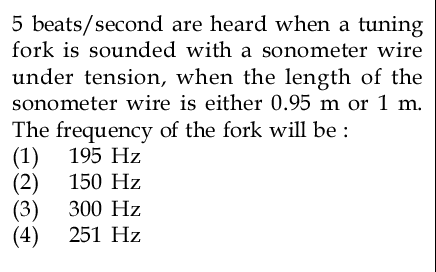 5 beats/second are heard when a tuning
fork is sounded with a sonometer wire
under tension, when the length of the
sonometer wire is either 0.95 m or 1 m.
The frequency of the fork will be :
(1) 195 Hz
(2) 150 Hz
(3) 300 Hz
(4) 251 Hz